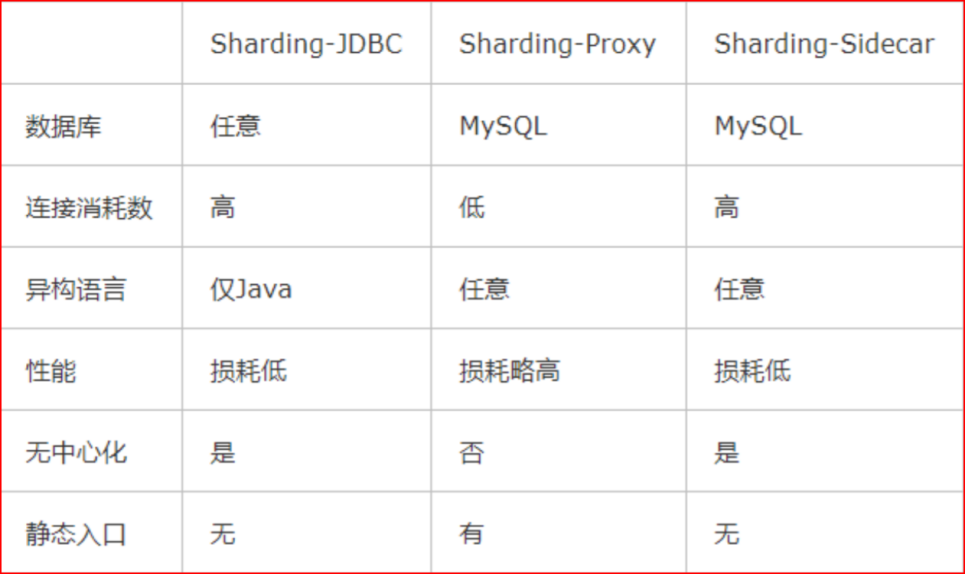 Sharding-JDBC Sharding-Proxy Sharding-Sidecar
数据库 任意 MySQL MySQL
连接消耗数 高 低 高
异构语言 仅Java 任意 任意
性能 损耗低 损耗略高 损耗低
无中心化 是 否 是
静态入口 无 有 无